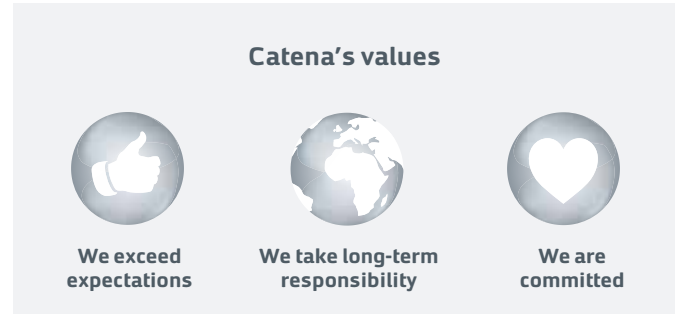 Catena’s values
We exceed
expectations
We take long-term
responsibility
We are
committed